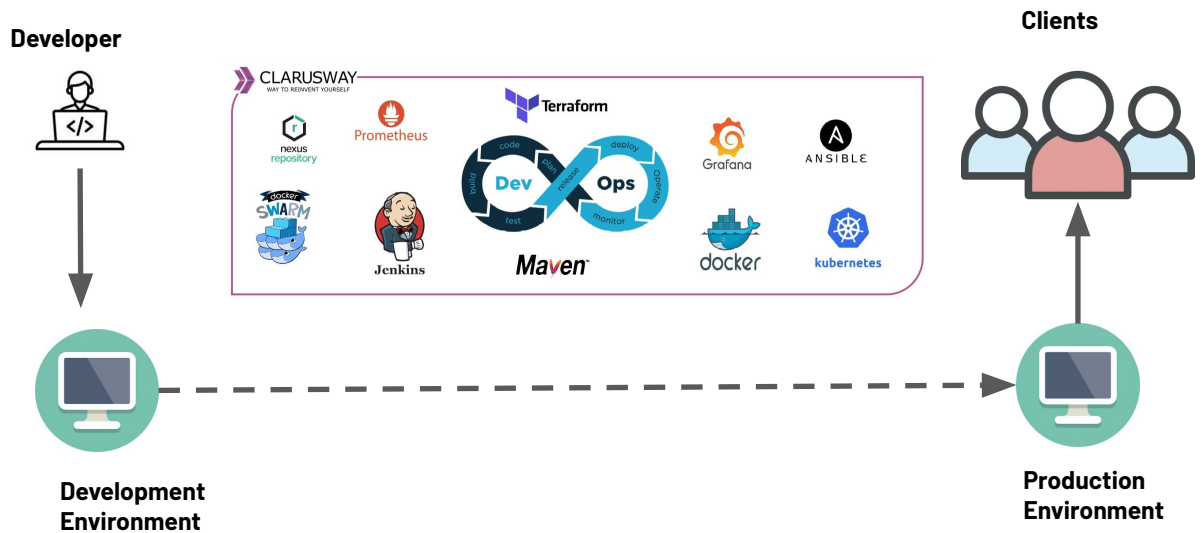 Clients
Developer
CLARUSWAY
WAY TO REINVENT YOURSELF
</>
nexus
repository
Prometheus
Terraform
Grafana
ANSIBLE
code
plan
build
test
release
deploy
Operate
monitor
Dev
Ops
docker
SWARM
Jenkins
Maven™
docker
kubernetes
Development
Environment
Production
Environment